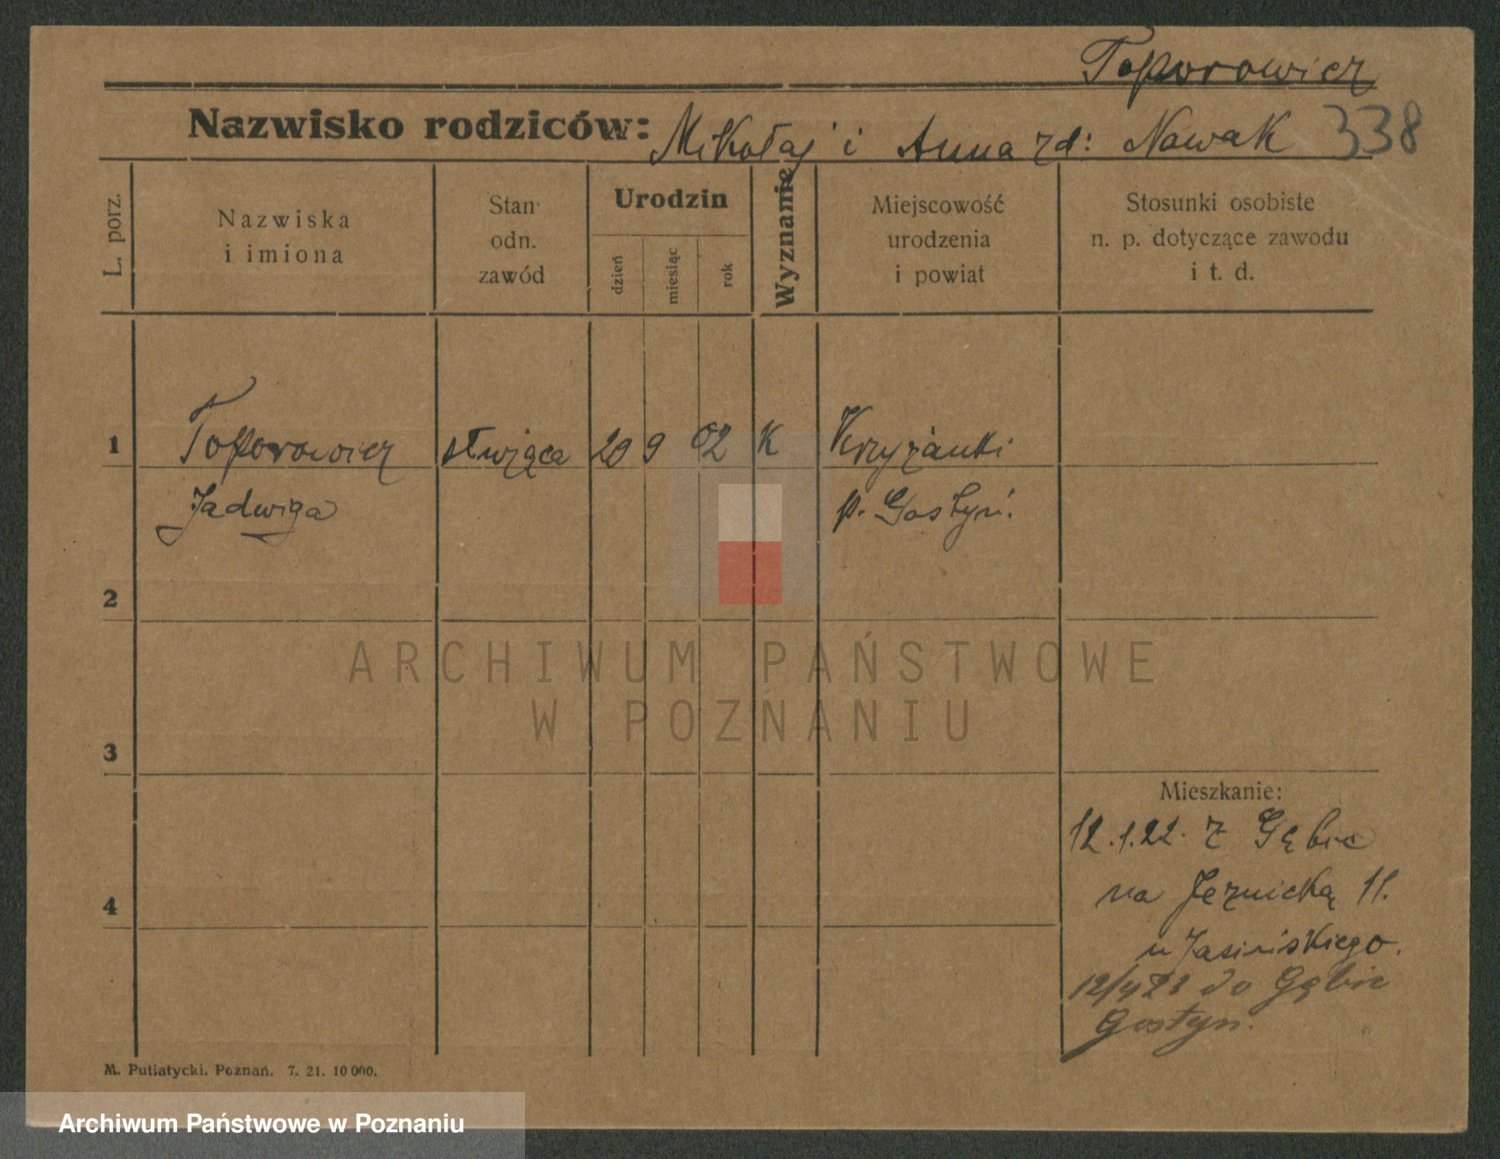 Toporowicz
Nazwisko rodziców: Mikołaj i Anna zd: Nowak 338
L. porz.
Nazwiska
i imiona
Stan
odn.
zawód
Urodzin
dzień
miesiąc
rok
Wyznanie
Miejscowość
urodzenia
i powiat
Stosunki osobiste
n. p. dotyczące zawodu
i t. d.
1 Toporowicz służąca 20 9 02 K Krzyżanki
Jadwiga p. Gostyń.
2
ARCHIWUM PAŃSTWOWE
W POZNANIU
3
Mieszkanie:
12.1.22. z Gębic
na Jeznicką 11.
4
u Jasińskiego.
12/4 23 do Gębic
Gostyn.
M. Putiatycki. Poznań. 7. 21. 10 000.
Archiwum Państwowe w Poznaniu